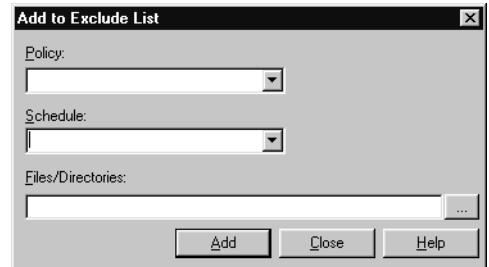 Add to Exclude List
Policy:
Schedule:
Files/Directories:
...
Add Close Help